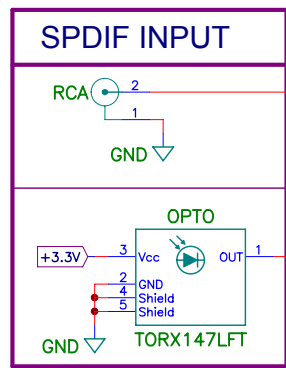 SPDIF INPUT
RCA 2
1
GND
OPTO
+3.3V 3 Vcc OUT 1
2 GND
4 Shield
5 Shield
GND TORX147LFT